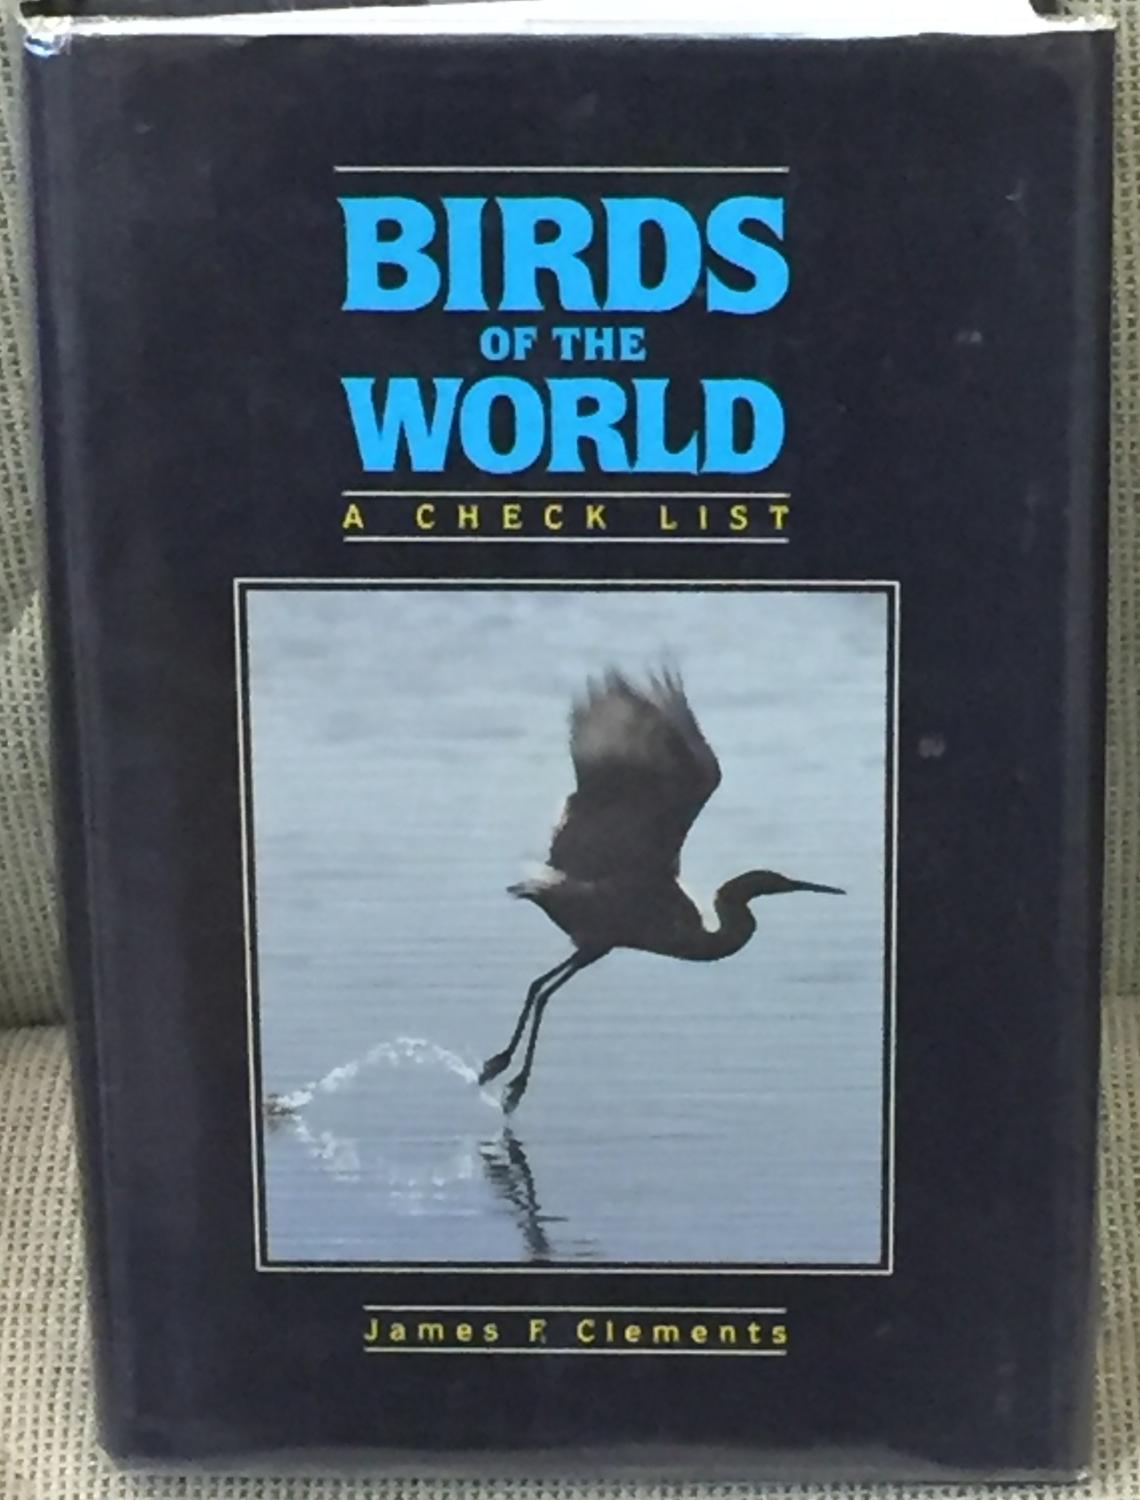 BIRDS
OF THE
WORLD
A CHECK LIST
James F. Clements